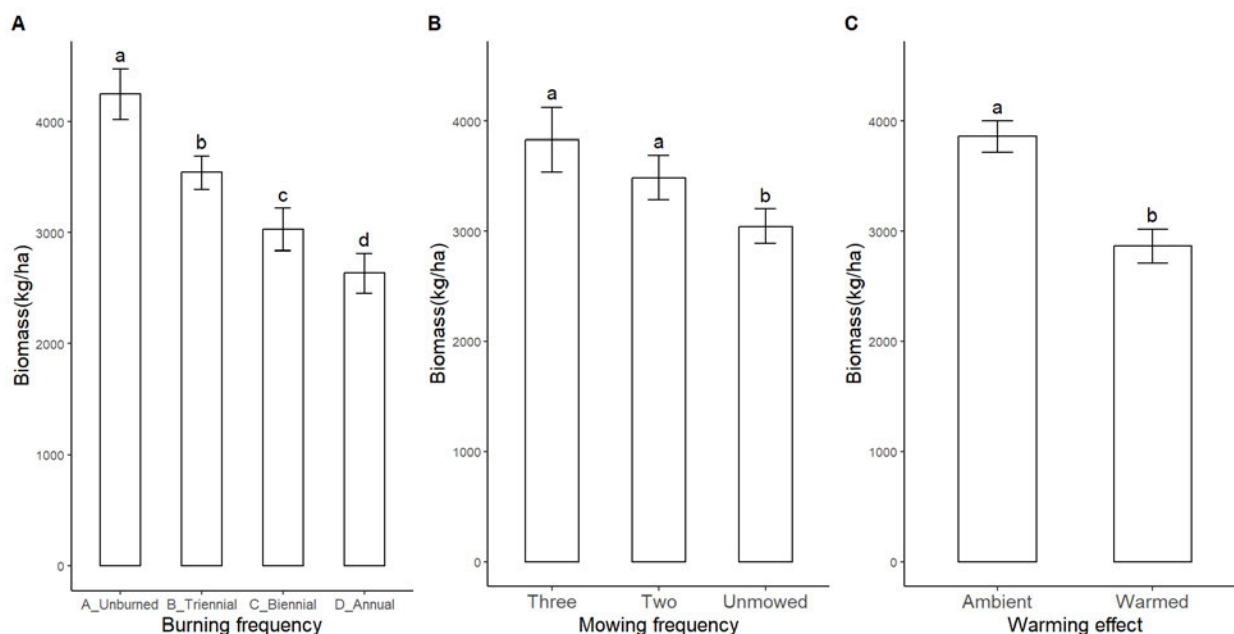 A
a
b
c
d
4000
3000
2000
1000
0
Biomass(kg/ha)
A_Unburned B_Triennial C_Biennial D_Annual
Burning frequency
B
a
a
b
4000
3000
2000
1000
0
Biomass(kg/ha)
Three Two Unmowed
Mowing frequency
C
a
b
4000
3000
2000
1000
0
Biomass(kg/ha)
Ambient Warmed
Warming effect